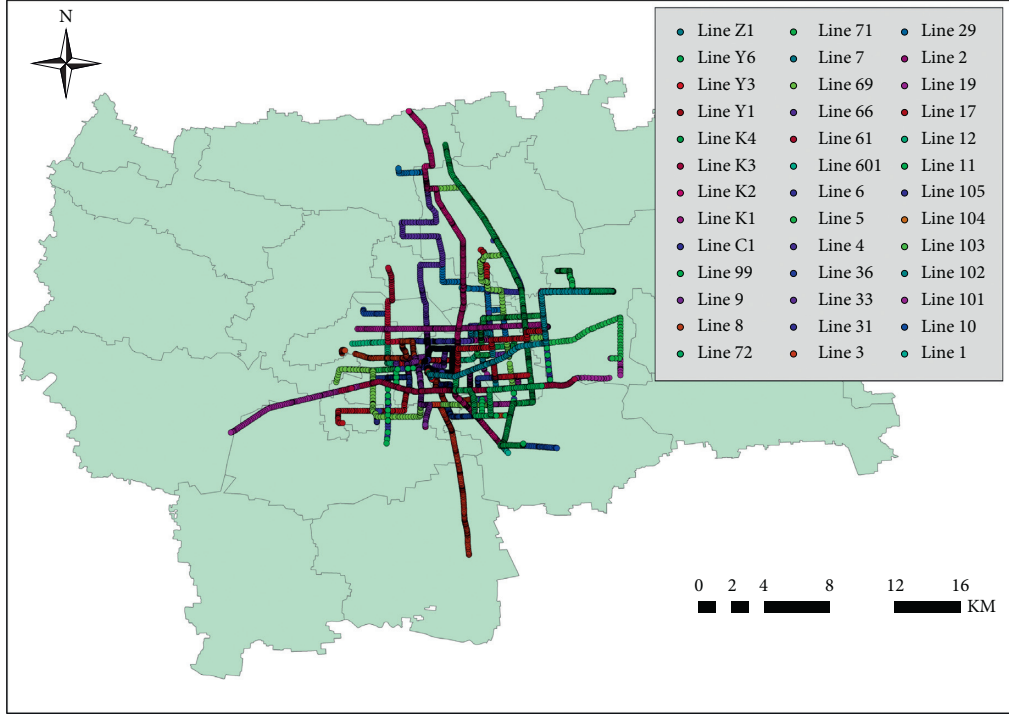 N
Line Z1
Line Y6
Line Y3
Line Y1
Line K4
Line K3
Line K2
Line K1
Line C1
Line 99
Line 9
Line 8
Line 72
Line 71
Line 7
Line 69
Line 66
Line 61
Line 601
Line 6
Line 5
Line 4
Line 36
Line 33
Line 31
Line 3
Line 29
Line 2
Line 19
Line 17
Line 12
Line 11
Line 105
Line 104
Line 103
Line 102
Line 101
Line 10
Line 1
0 2 4 8 12 16
KM